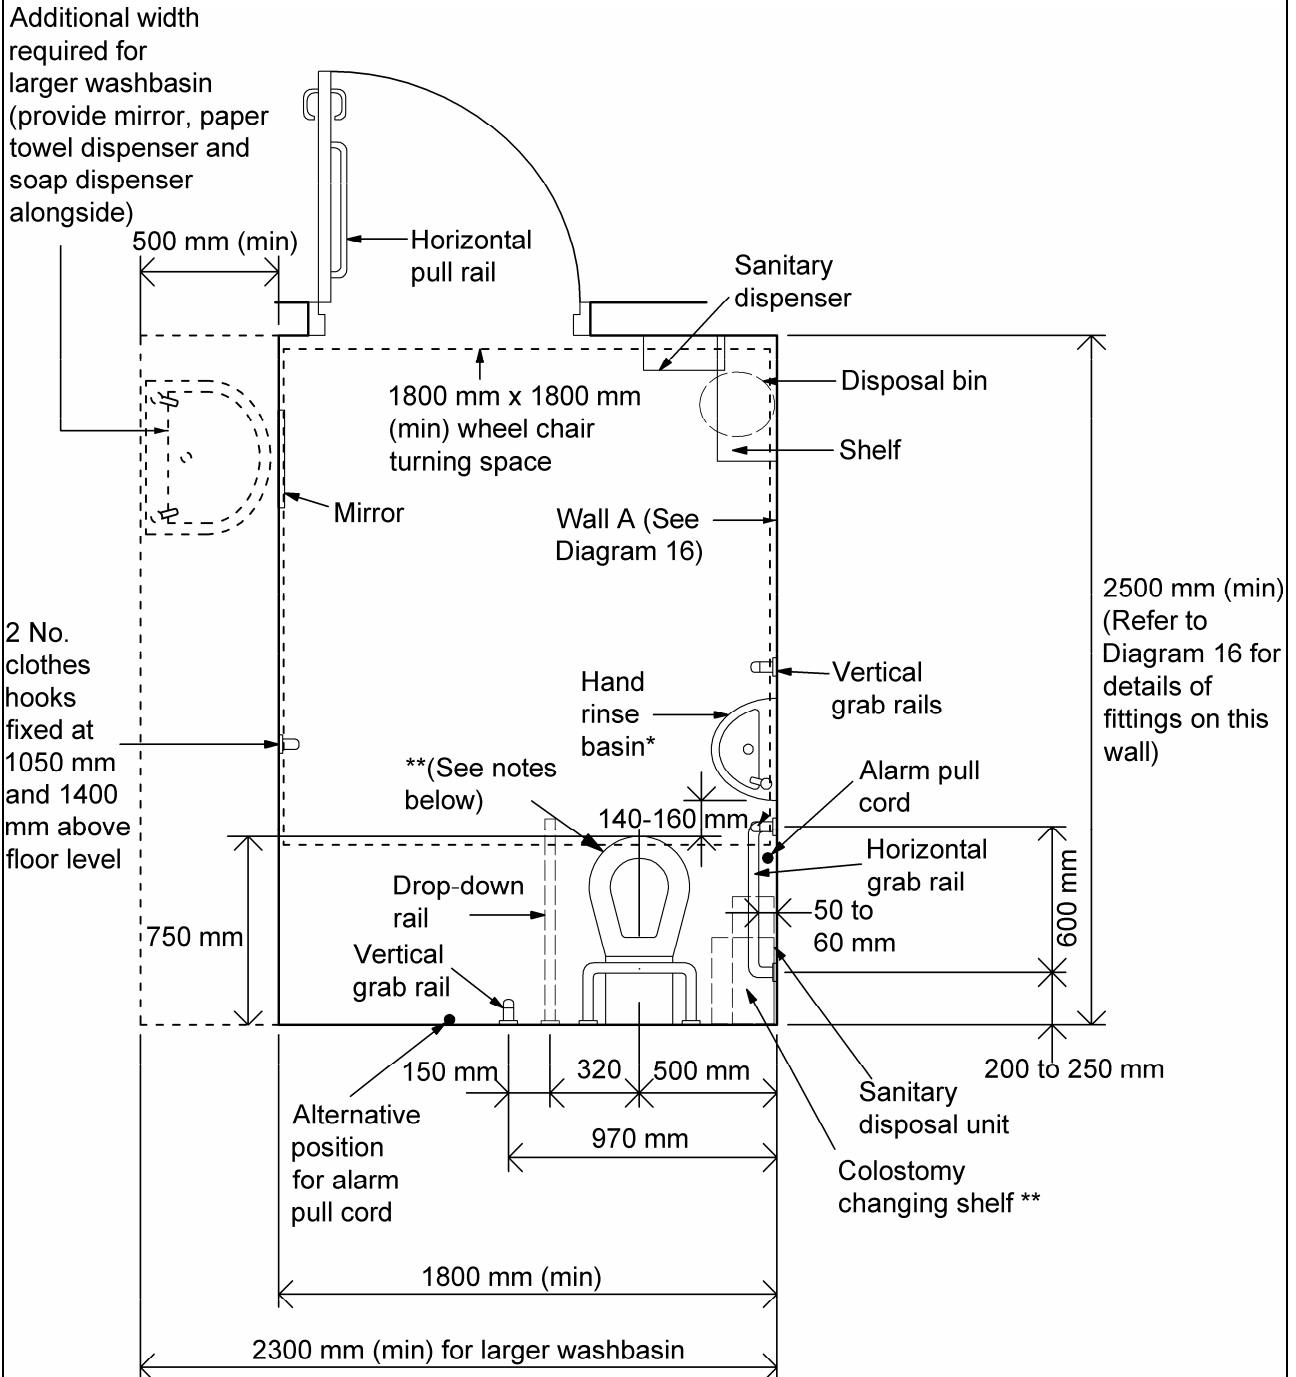 Additional width
required for
larger washbasin
(provide mirror, paper
towel dispenser and
soap dispenser
alongside)
500 mm (min)
Horizontal
pull rail
Sanitary
dispenser
1800 mm x 1800 mm
(min) wheel chair
turning space
Disposal bin
Shelf
Mirror
Wall A (See
Diagram 16)
2500 mm (min)
(Refer to
Diagram 16 for
details of
fittings on this
wall)
2 No.
clothes
hooks
fixed at
1050 mm
and 1400
mm above
floor level
Hand
rinse
basin*
Vertical
grab rails
**(See notes
below)
Alarm pull
cord
140-160 mm
Horizontal
grab rail
600 mm
Drop-down
rail
50 to
60 mm
750 mm
Vertical
grab rail
150 mm
320
500 mm
200 to 250 mm
Sanitary
disposal unit
Alternative
position
for alarm
pull cord
970 mm
Colostomy
changing shelf **
1800 mm (min)
2300 mm (min) for larger washbasin